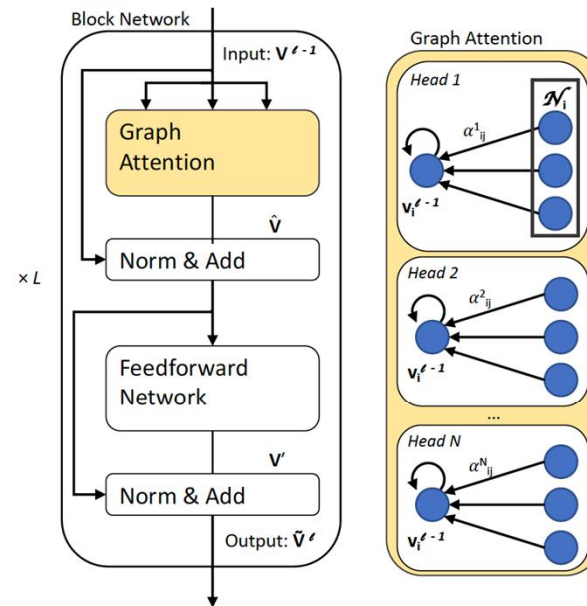 Block Network
Input: V^ℓ-1
Graph
Attention
V̂
Norm & Add
× L
Feedforward
Network
V′
Norm & Add
Output: Ṽ^ℓ
Graph Attention
Head 1
𝒩_i
α^1_ij
v_i^ℓ-1
Head 2
α^2_ij
v_i^ℓ-1
...
Head N
α^N_ij
v_i^ℓ-1